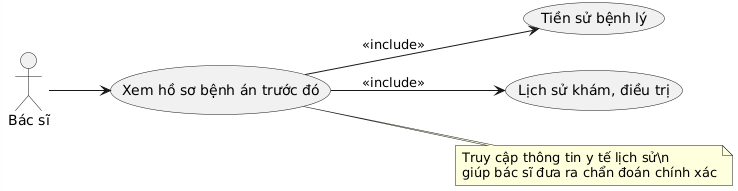 Tiền sử bệnh lý
«include»
«include»
Xem hồ sơ bệnh án trước đó
Lịch sử khám, điều trị
Bác sĩ
Truy cập thông tin y tế lịch sử\n
giúp bác sĩ đưa ra chẩn đoán chính xác